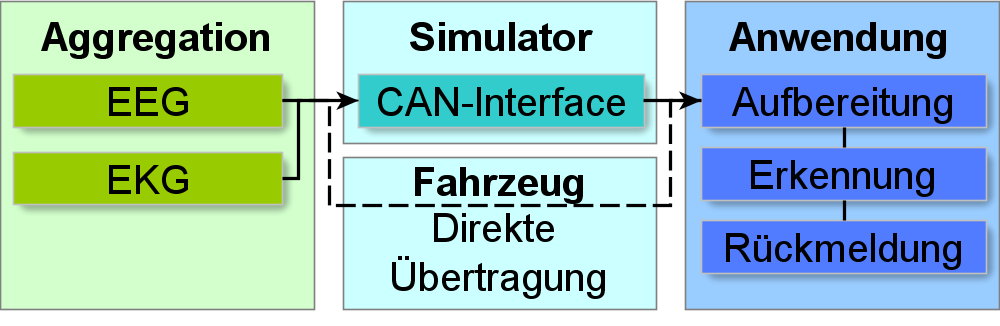 Aggregation
EEG
EKG
Simulator
CAN-Interface
Fahrzeug
Direkte
Übertragung
Anwendung
Aufbereitung
Erkennung
Rückmeldung